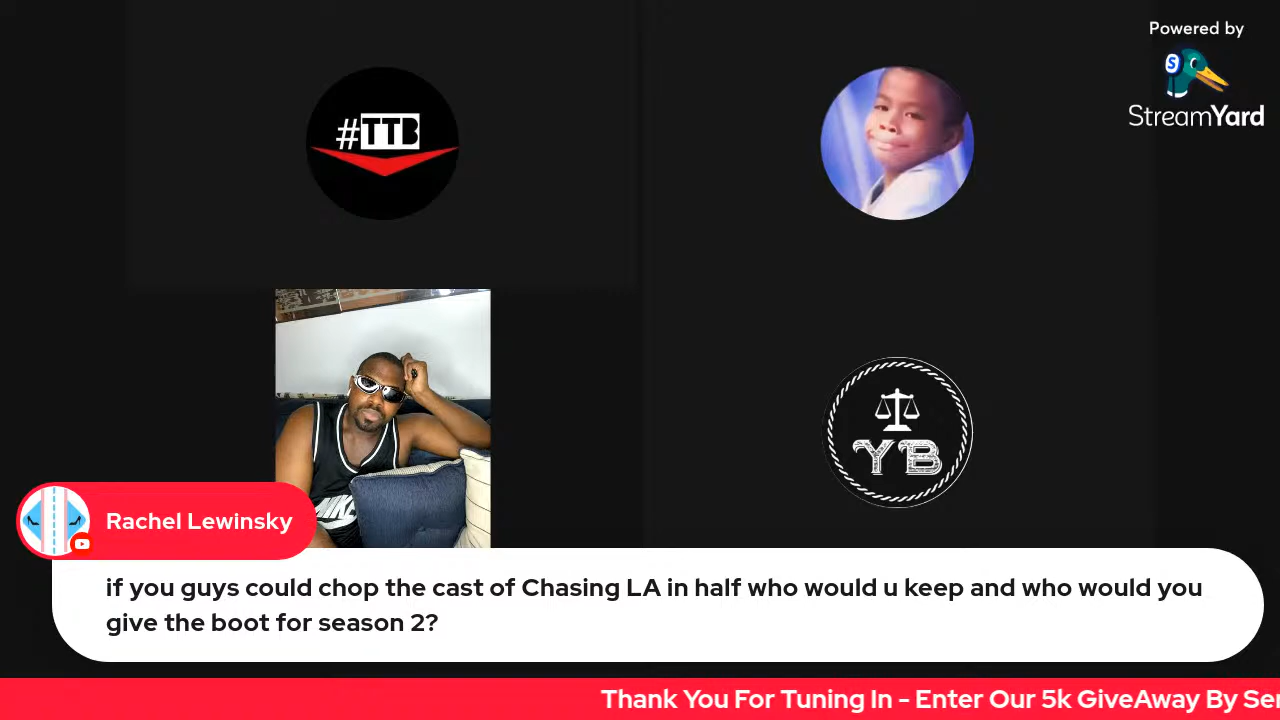 Powered by
S
StreamYard
#TTB
YB
NIKE
Rachel Lewinsky
if you guys could chop the cast of Chasing LA in half who would u keep and who would you
give the boot for season 2?
Thank You For Tuning In - Enter Our 5k GiveAway By Ser